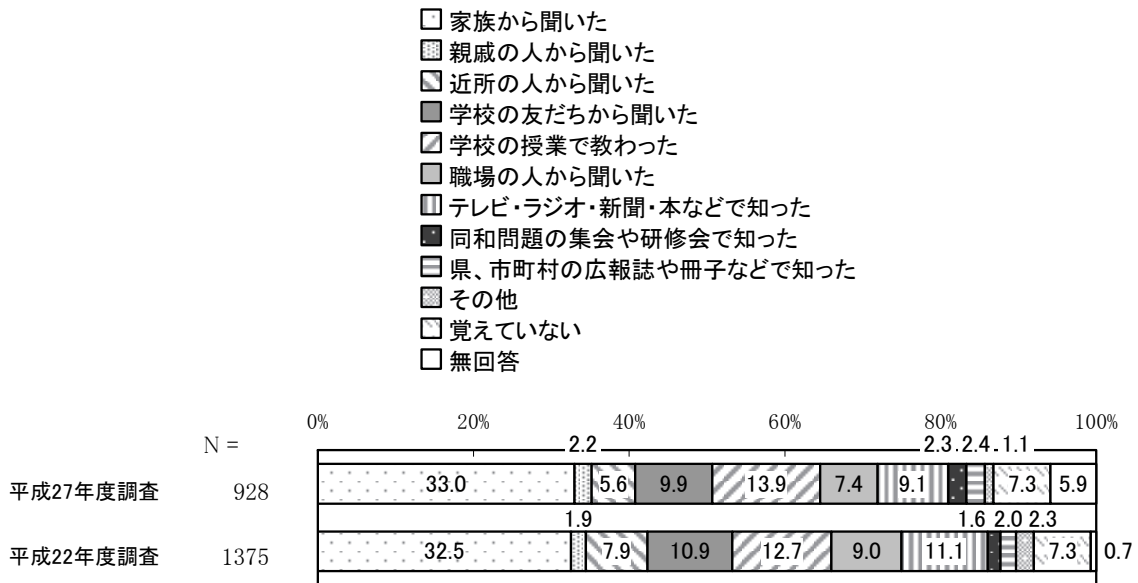 家族から聞いた
親戚の人から聞いた
近所の人から聞いた
学校の友だちから聞いた
学校の授業で教わった
職場の人から聞いた
テレビ・ラジオ・新聞・本などで知った
同和問題の集会や研修会で知った
県、市町村の広報誌や冊子などで知った
その他
覚えていない
無回答
0% 20% 40% 60% 80% 100%
N =
2.2 2.3 2.4 1.1
平成27年度調査 928 33.0 5.6 9.9 13.9 7.4 9.1 7.3 5.9
1.9 1.6 2.0 2.3
平成22年度調査 1375 32.5 7.9 10.9 12.7 9.0 11.1 7.3 0.7